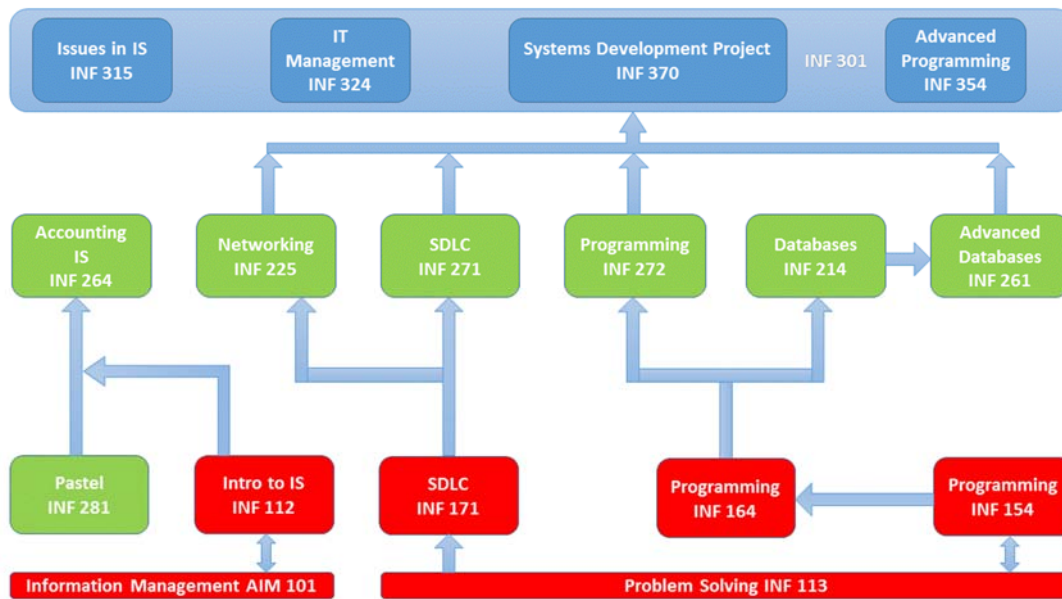 Issues in IS
INF 315
IT
Management
INF 324
Systems Development Project
INF 370
INF 301
Advanced
Programming
INF 354
Accounting
IS
INF 264
Networking
INF 225
SDLC
INF 271
Programming
INF 272
Databases
INF 214
Advanced
Databases
INF 261
Pastel
INF 281
Intro to IS
INF 112
SDLC
INF 171
Programming
INF 164
Programming
INF 154
Information Management AIM 101
Problem Solving INF 113